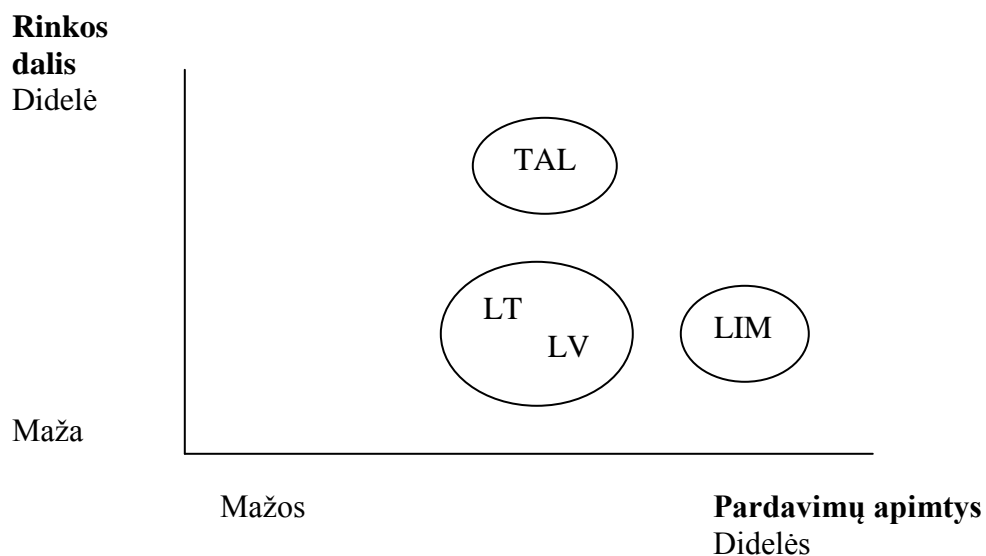 Rinkos
dalis
Didelė
TAL
LT
LV
LIM
Maža
Mažos
Pardavimų apimtys
Didelės